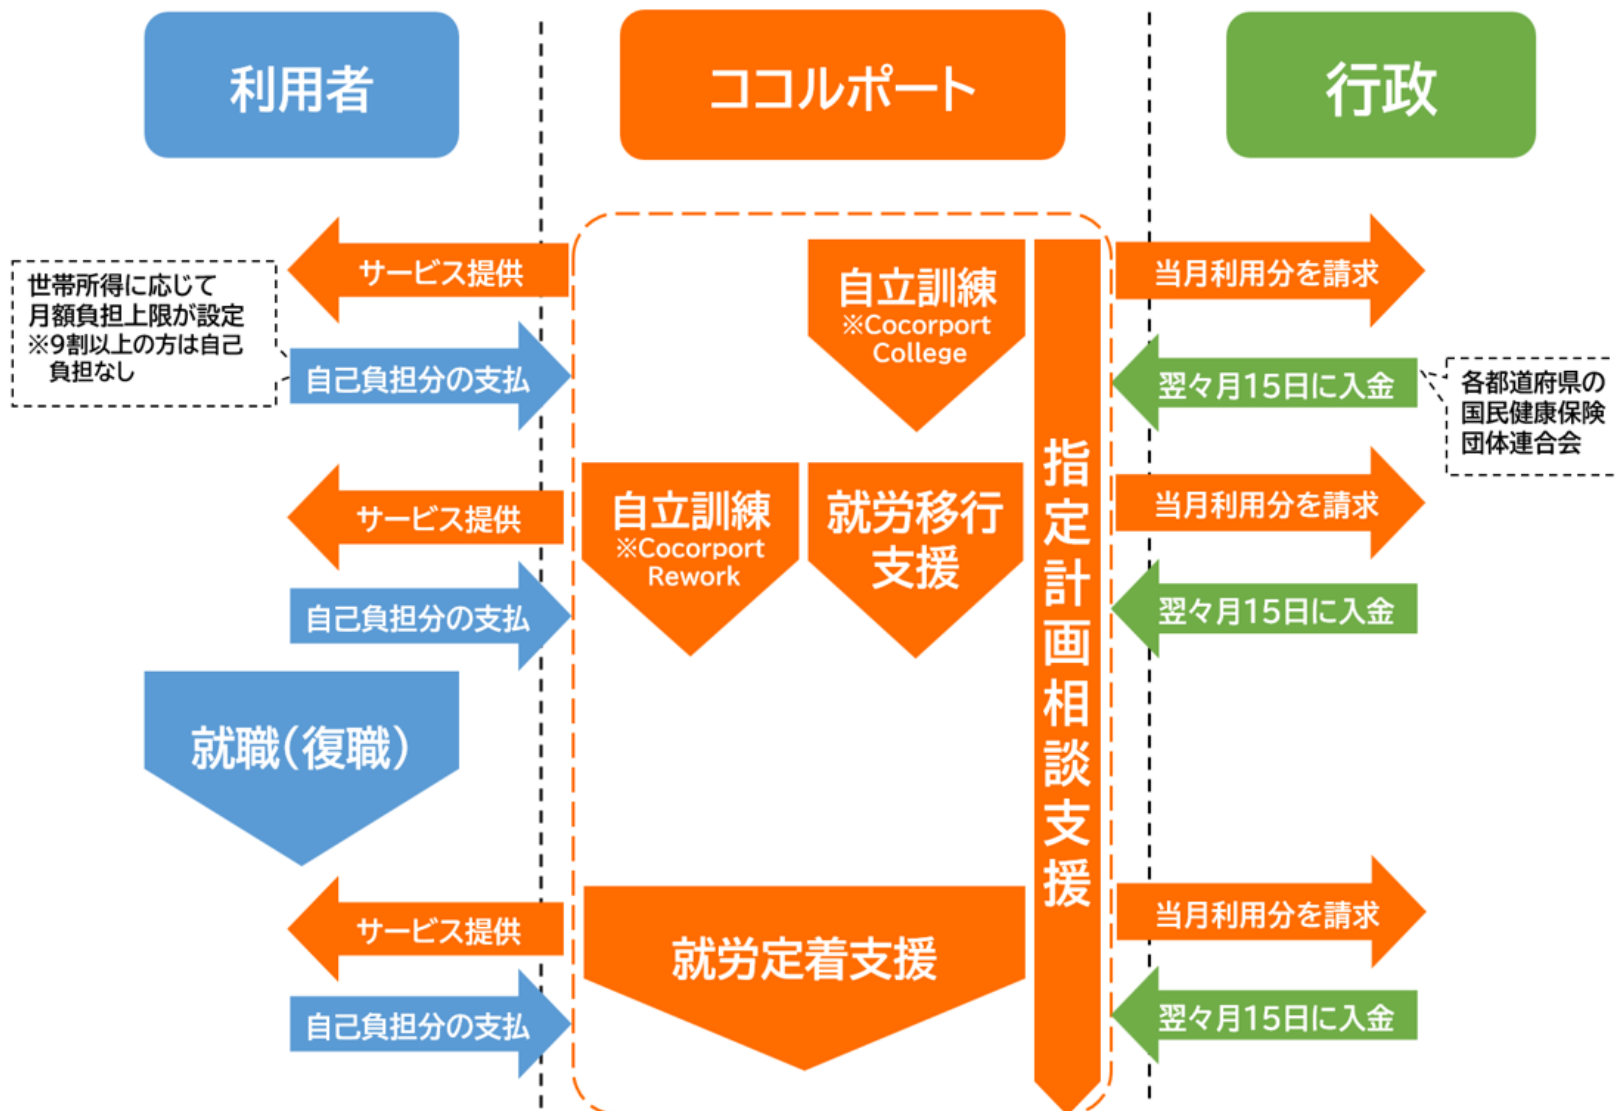 利用者
ココルポート
行政
サービス提供
世帯所得に応じて
月額負担上限が設定
※9割以上の方は自己
負担なし
自己負担分の支払
自立訓練
※Cocorport
College
当月利用分を請求
翌々月15日に入金
各都道府県の
国民健康保険
団体連合会
サービス提供
自己負担分の支払
自立訓練
※Cocorport
Rework
就労移行
支援
指定計画相談支援
当月利用分を請求
翌々月15日に入金
就職(復職)
サービス提供
自己負担分の支払
就労定着支援
当月利用分を請求
翌々月15日に入金